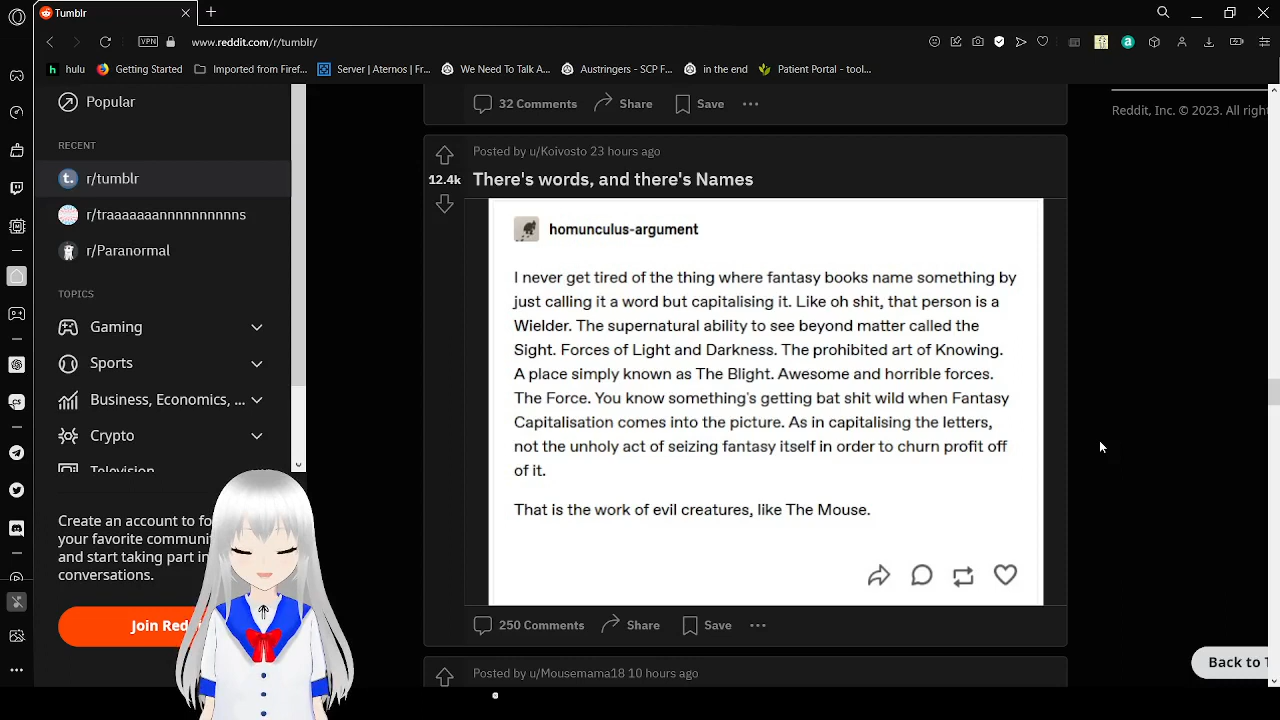 Tumblr
www.reddit.com/r/tumblr/
VPN
hulu
Getting Started
Imported from Firef...
Server | Aternos | Fr...
We Need To Talk A...
Austringers - SCP F...
in the end
Patient Portal - tool...
Popular
RECENT
r/tumblr
r/traaaaaaannnnnnnnnns
r/Paranormal
TOPICS
Gaming
Sports
Business, Economics, ...
Crypto
Television
Create an account to fo
your favorite communit
and start taking part in
conversations.
Join Red
32 Comments
Share
Save
Posted by u/Koivosto 23 hours ago
12.4k
There's words, and there's Names
homunculus-argument
I never get tired of the thing where fantasy books name something by
just calling it a word but capitalising it. Like oh shit, that person is a
Wielder. The supernatural ability to see beyond matter called the
Sight. Forces of Light and Darkness. The prohibited art of Knowing.
A place simply known as The Blight. Awesome and horrible forces.
The Force. You know something's getting bat shit wild when Fantasy
Capitalisation comes into the picture. As in capitalising the letters,
not the unholy act of seizing fantasy itself in order to churn profit off
of it.
That is the work of evil creatures, like The Mouse.
250 Comments
Share
Save
Posted by u/Mousemama18 10 hours ago
Reddit, Inc. © 2023. All right
Back to T